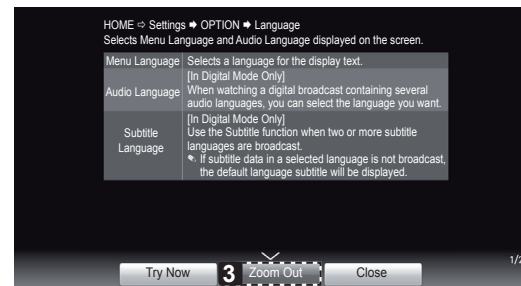 HOME ⇨ Settings ➡ OPTION ➡ Language
Selects Menu Language and Audio Language displayed on the screen.
Menu Language Selects a language for the display text.
Audio Language [In Digital Mode Only]
When watching a digital broadcast containing several
audio languages, you can select the language you want.
Subtitle Language [In Digital Mode Only]
Use the Subtitle function when two or more subtitle
languages are broadcast.
✎ If subtitle data in a selected language is not broadcast,
the default language subtitle will be displayed.
1/2
Try Now 3 Zoom Out Close